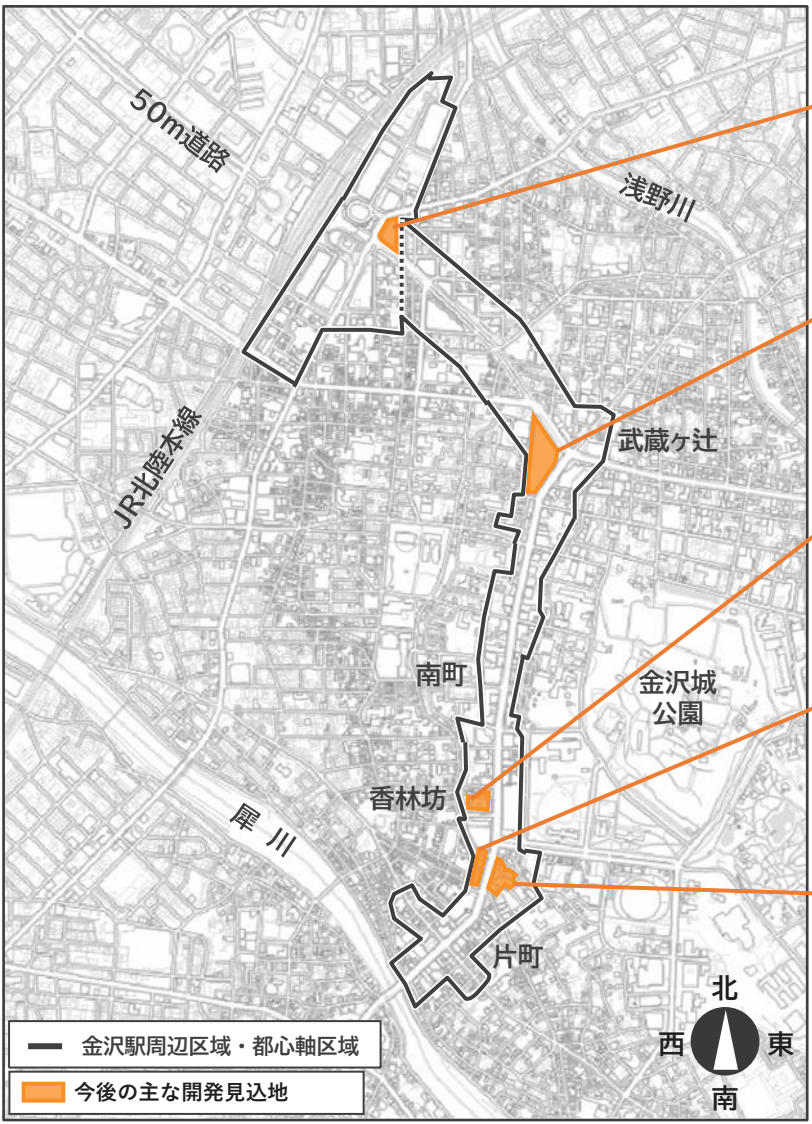 50m道路
浅野川
武蔵ヶ辻
JR北陸本線
南町
金沢城
公園
香林坊
犀川
片町
北
西
東
南
金沢駅周辺区域・都心軸区域
今後の主な開発見込地